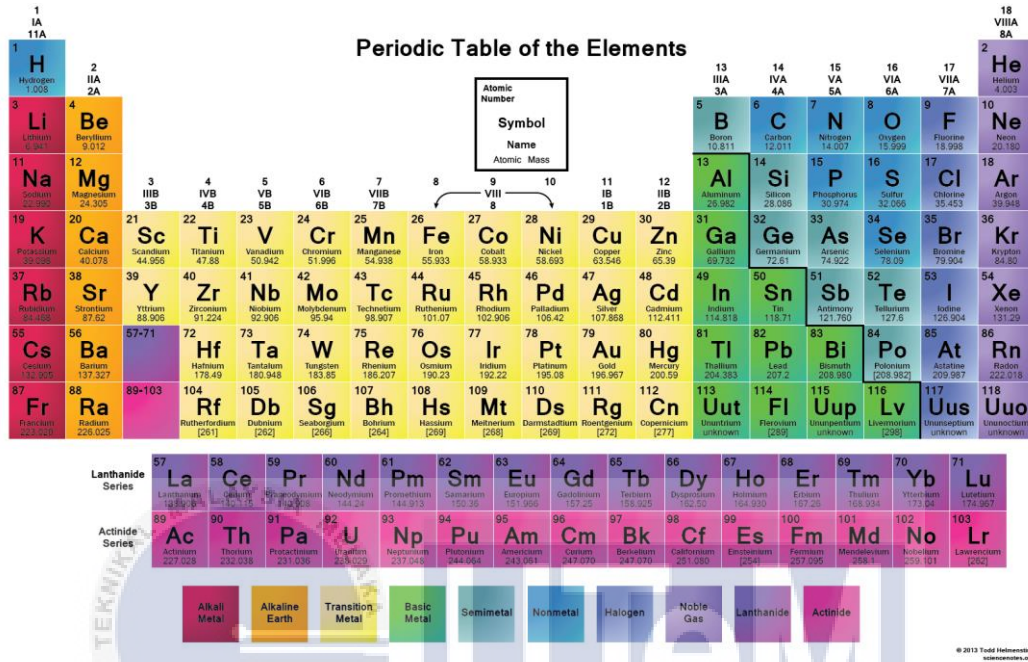 Periodic Table of the Elements
1 18
IA VIIIA
11A 8A
1 2
H He
Hydrogen Helium
1.008 4.003
2 13 14 15 16 17
IIA IIIA IVA VA VIA VIIA
2A 3A 4A 5A 6A 7A
Atomic
Number
Symbol
Name
Atomic Mass
3 4 5 6 7 8 9 10
Li Be B C N O F Ne
Lithium Beryllium Boron Carbon Nitrogen Oxygen Fluorine Neon
6.941 9.012 10.811 12.011 14.007 15.999 18.998 20.180
11 12 13 14 15 16 17 18
Na Mg Al Si P S Cl Ar
Sodium Magnesium Aluminum Silicon Phosphorus Sulfur Chlorine Argon
22.990 24.305 26.982 28.086 30.974 32.066 35.453 39.948
3 4 5 6 7 8 9 10 11 12
IIIB IVB VB VIB VIIB VIII IB IIB
3B 4B 5B 6B 7B 8 1B 2B
19 20 21 22 23 24 25 26 27 28 29 30 31 32 33 34 35 36
K Ca Sc Ti V Cr Mn Fe Co Ni Cu Zn Ga Ge As Se Br Kr
Potassium Calcium Scandium Titanium Vanadium Chromium Manganese Iron Cobalt Nickel Copper Zinc Gallium Germanium Arsenic Selenium Bromine Krypton
39.098 40.078 44.956 47.88 50.942 51.996 54.938 55.933 58.933 58.693 63.546 65.39 69.732 72.61 74.922 78.09 79.904 84.80
37 38 39 40 41 42 43 44 45 46 47 48 49 50 51 52 53 54
Rb Sr Y Zr Nb Mo Tc Ru Rh Pd Ag Cd In Sn Sb Te I Xe
Rubidium Strontium Yttrium Zirconium Niobium Molybdenum Technetium Ruthenium Rhodium Palladium Silver Cadmium Indium Tin Antimony Tellurium Iodine Xenon
84.468 87.62 88.906 91.224 92.906 95.94 98.907 101.07 102.906 106.42 107.868 112.411 114.818 118.71 121.760 127.6 126.904 131.29
55 56 57-71 72 73 74 75 76 77 78 79 80 81 82 83 84 85 86
Cs Ba Hf Ta W Re Os Ir Pt Au Hg Tl Pb Bi Po At Rn
Cesium Barium Hafnium Tantalum Tungsten Rhenium Osmium Iridium Platinum Gold Mercury Thallium Lead Bismuth Polonium Astatine Radon
132.905 137.327 178.49 180.948 183.85 186.207 190.23 192.22 195.08 196.967 200.59 204.383 207.2 208.980 [208.982] 209.987 222.018
87 88 89-103 104 105 106 107 108 109 110 111 112 113 114 115 116 117 118
Fr Ra Rf Db Sg Bh Hs Mt Ds Rg Cn Uut Fl Uup Lv Uus Uuo
Francium Radium Rutherfordium Dubnium Seaborgium Bohrium Hassium Meitnerium Darmstadtium Roentgenium Copernicium Ununtrium Flerovium Ununpentium Livermorium Ununseptium Ununoctium
223.020 226.025 [261] [262] [266] [264] [269] [268] [269] [272] [277] unknown [289] unknown [298] unknown unknown
Lanthanide
Series
57 58 59 60 61 62 63 64 65 66 67 68 69 70 71
La Ce Pr Nd Pm Sm Eu Gd Tb Dy Ho Er Tm Yb Lu
Lanthanum Cerium Praseodymium Neodymium Promethium Samarium Europium Gadolinium Terbium Dysprosium Holmium Erbium Thulium Ytterbium Lutetium
144.24 144.913 150.36 151.966 157.25 158.925 162.50 164.930 167.26 168.934 173.04 174.967
Actinide
Series
89 90 91 92 93 94 95 96 97 98 99 100 101 102 103
Ac Th Pa U Np Pu Am Cm Bk Cf Es Fm Md No Lr
Actinium Thorium Protactinium Uranium Neptunium Plutonium Americium Curium Berkelium Californium Einsteinium Fermium Mendelevium Nobelium Lawrencium
227.028 232.038 231.036 238.029 237.048 244.064 243.061 247.070 247.070 251.080 [254] 257.095 258.1 259.101 [262]
Alkali Metal
Alkaline Earth
Transition Metal
Basic Metal
Semimetal
Nonmetal
Halogen
Noble Gas
Lanthanide
Actinide
© 2013 Todd